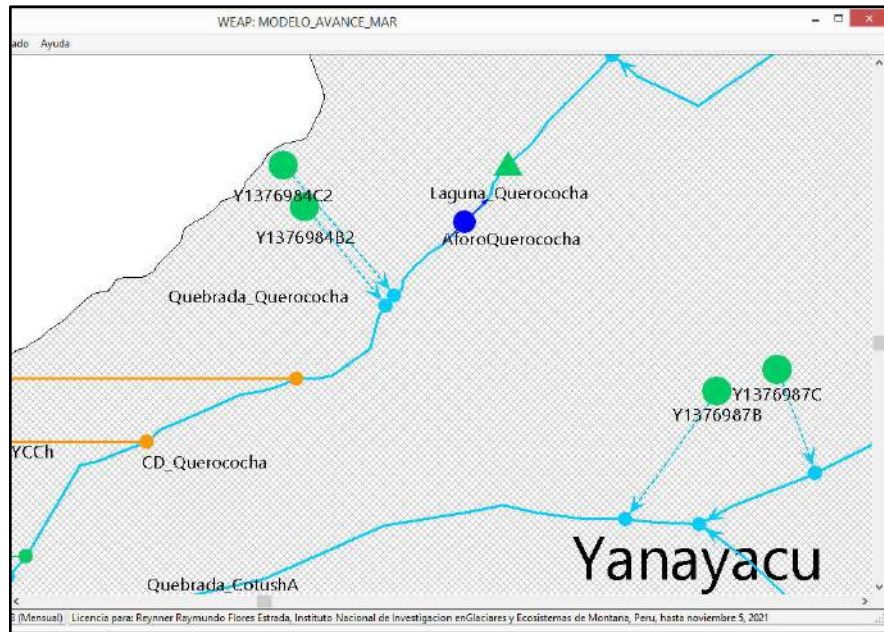 WEAP: MODELO_AVANCE_MAR
ado Ayuda
Y1376984C2
Laguna_Querococha
Y1376984B2
AforoQuerococha
Quebrada_Querococha
Y1376987C
Y1376987B
YCCh
CD_Querococha
Yanayacu
Quebrada_CotushA
(Mensual) Licencia para: Reynner Raymundo Flores Estrada, Instituto Nacional de Investigacion enGlaciares y Ecosistemas de Montana, Peru, hasta noviembre 5, 2021